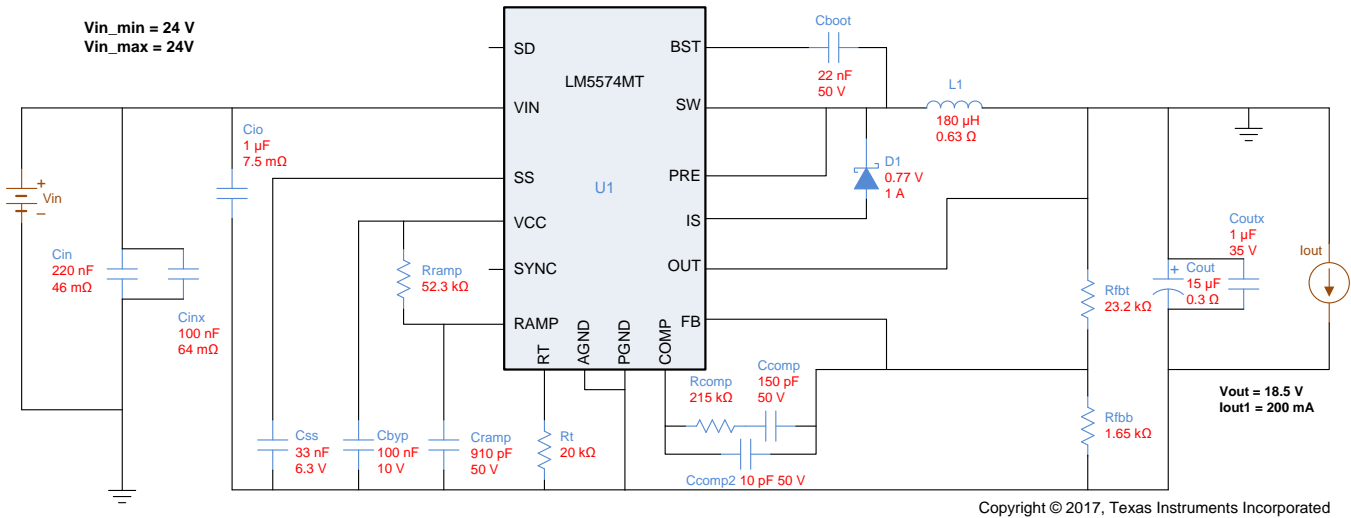 Vin_min = 24 V
Vin_max = 24V
SD
VIN
SS
VCC
SYNC
RAMP
RT
AGND
PGND
COMP
LM5574MT
U1
BST
SW
PRE
IS
OUT
FB
Cboot
22 nF
50 V
L1
180 µH
0.63 Ω
D1
0.77 V
1 A
Cio
1 µF
7.5 mΩ
+
Vin
−
Cin
220 nF
46 mΩ
Cinx
100 nF
64 mΩ
Rramp
52.3 kΩ
Css
33 nF
6.3 V
Cbyp
100 nF
10 V
Cramp
910 pF
50 V
Rt
20 kΩ
Rcomp
215 kΩ
Ccomp
150 pF
50 V
Ccomp2 10 pF 50 V
Rfbt
23.2 kΩ
Rfbb
1.65 kΩ
Coutx
1 µF
35 V
+
Cout
15 µF
0.3 Ω
Iout
Vout = 18.5 V
Iout1 = 200 mA
Copyright © 2017, Texas Instruments Incorporated